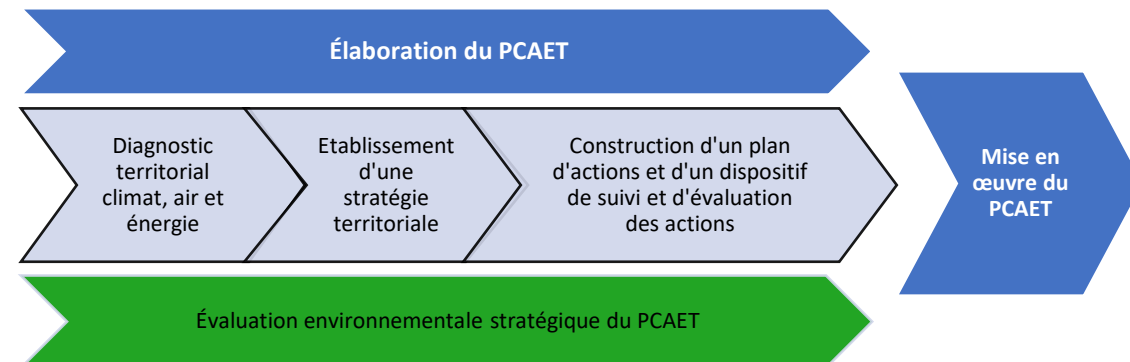 Élaboration du PCAET
Diagnostic
territorial
climat, air et
énergie
Etablissement
d'une
stratégie
territoriale
Construction d'un plan
d'actions et d'un dispositif
de suivi et d'évaluation
des actions
Mise en
œuvre du
PCAET
Évaluation environnementale stratégique du PCAET